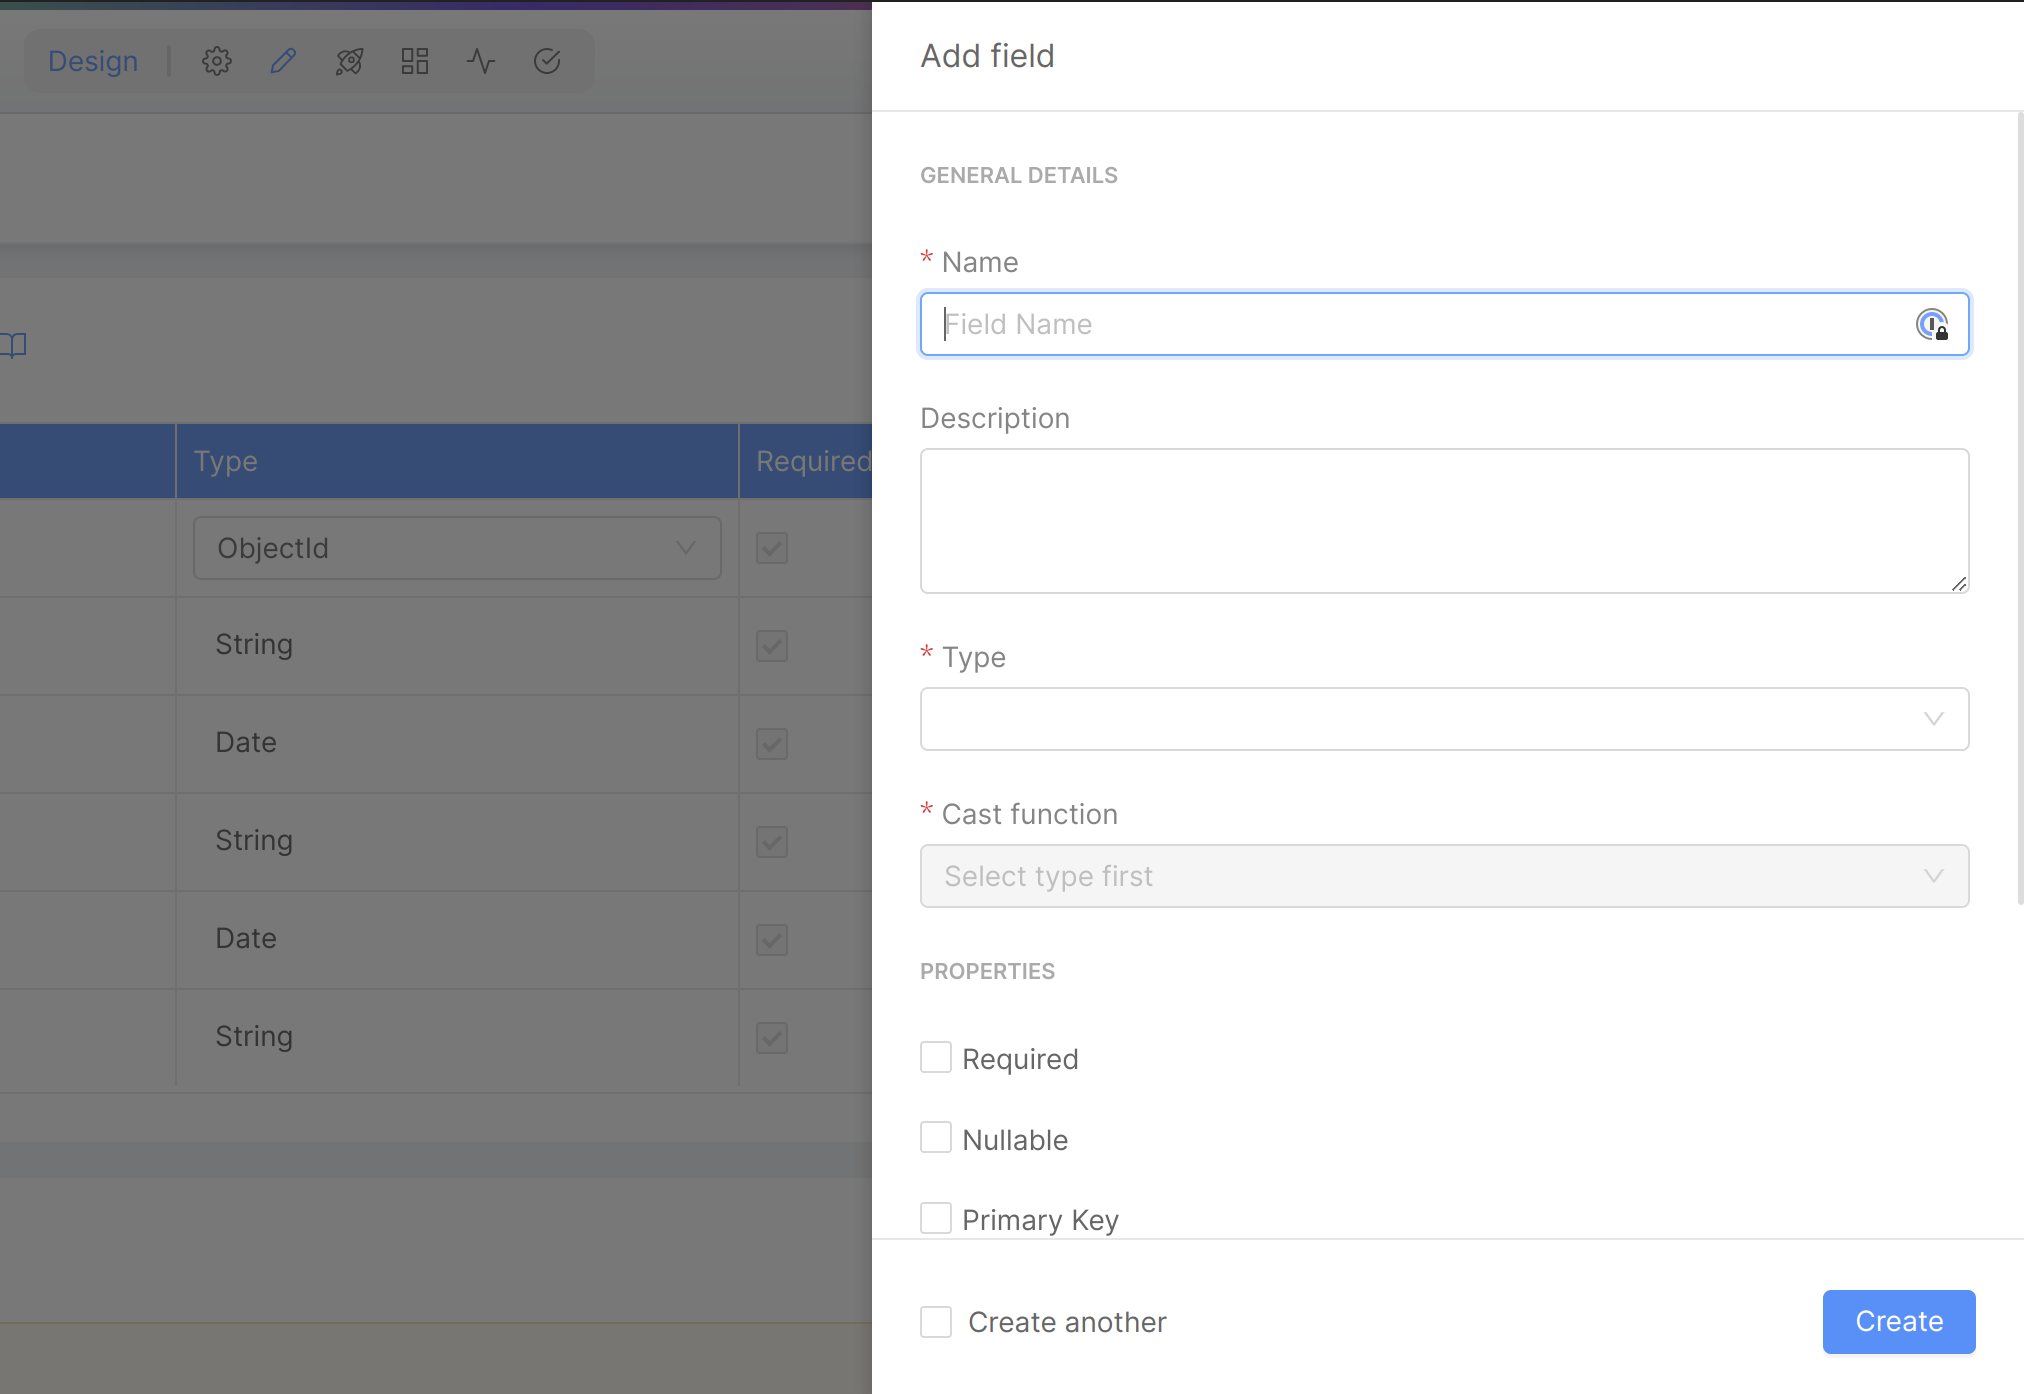 Design
Type
Required
ObjectId
String
Date
String
Date
String
Add field
GENERAL DETAILS
* Name
Field Name
Description
* Type
* Cast function
Select type first
PROPERTIES
Required
Nullable
Primary Key
Create another
Create